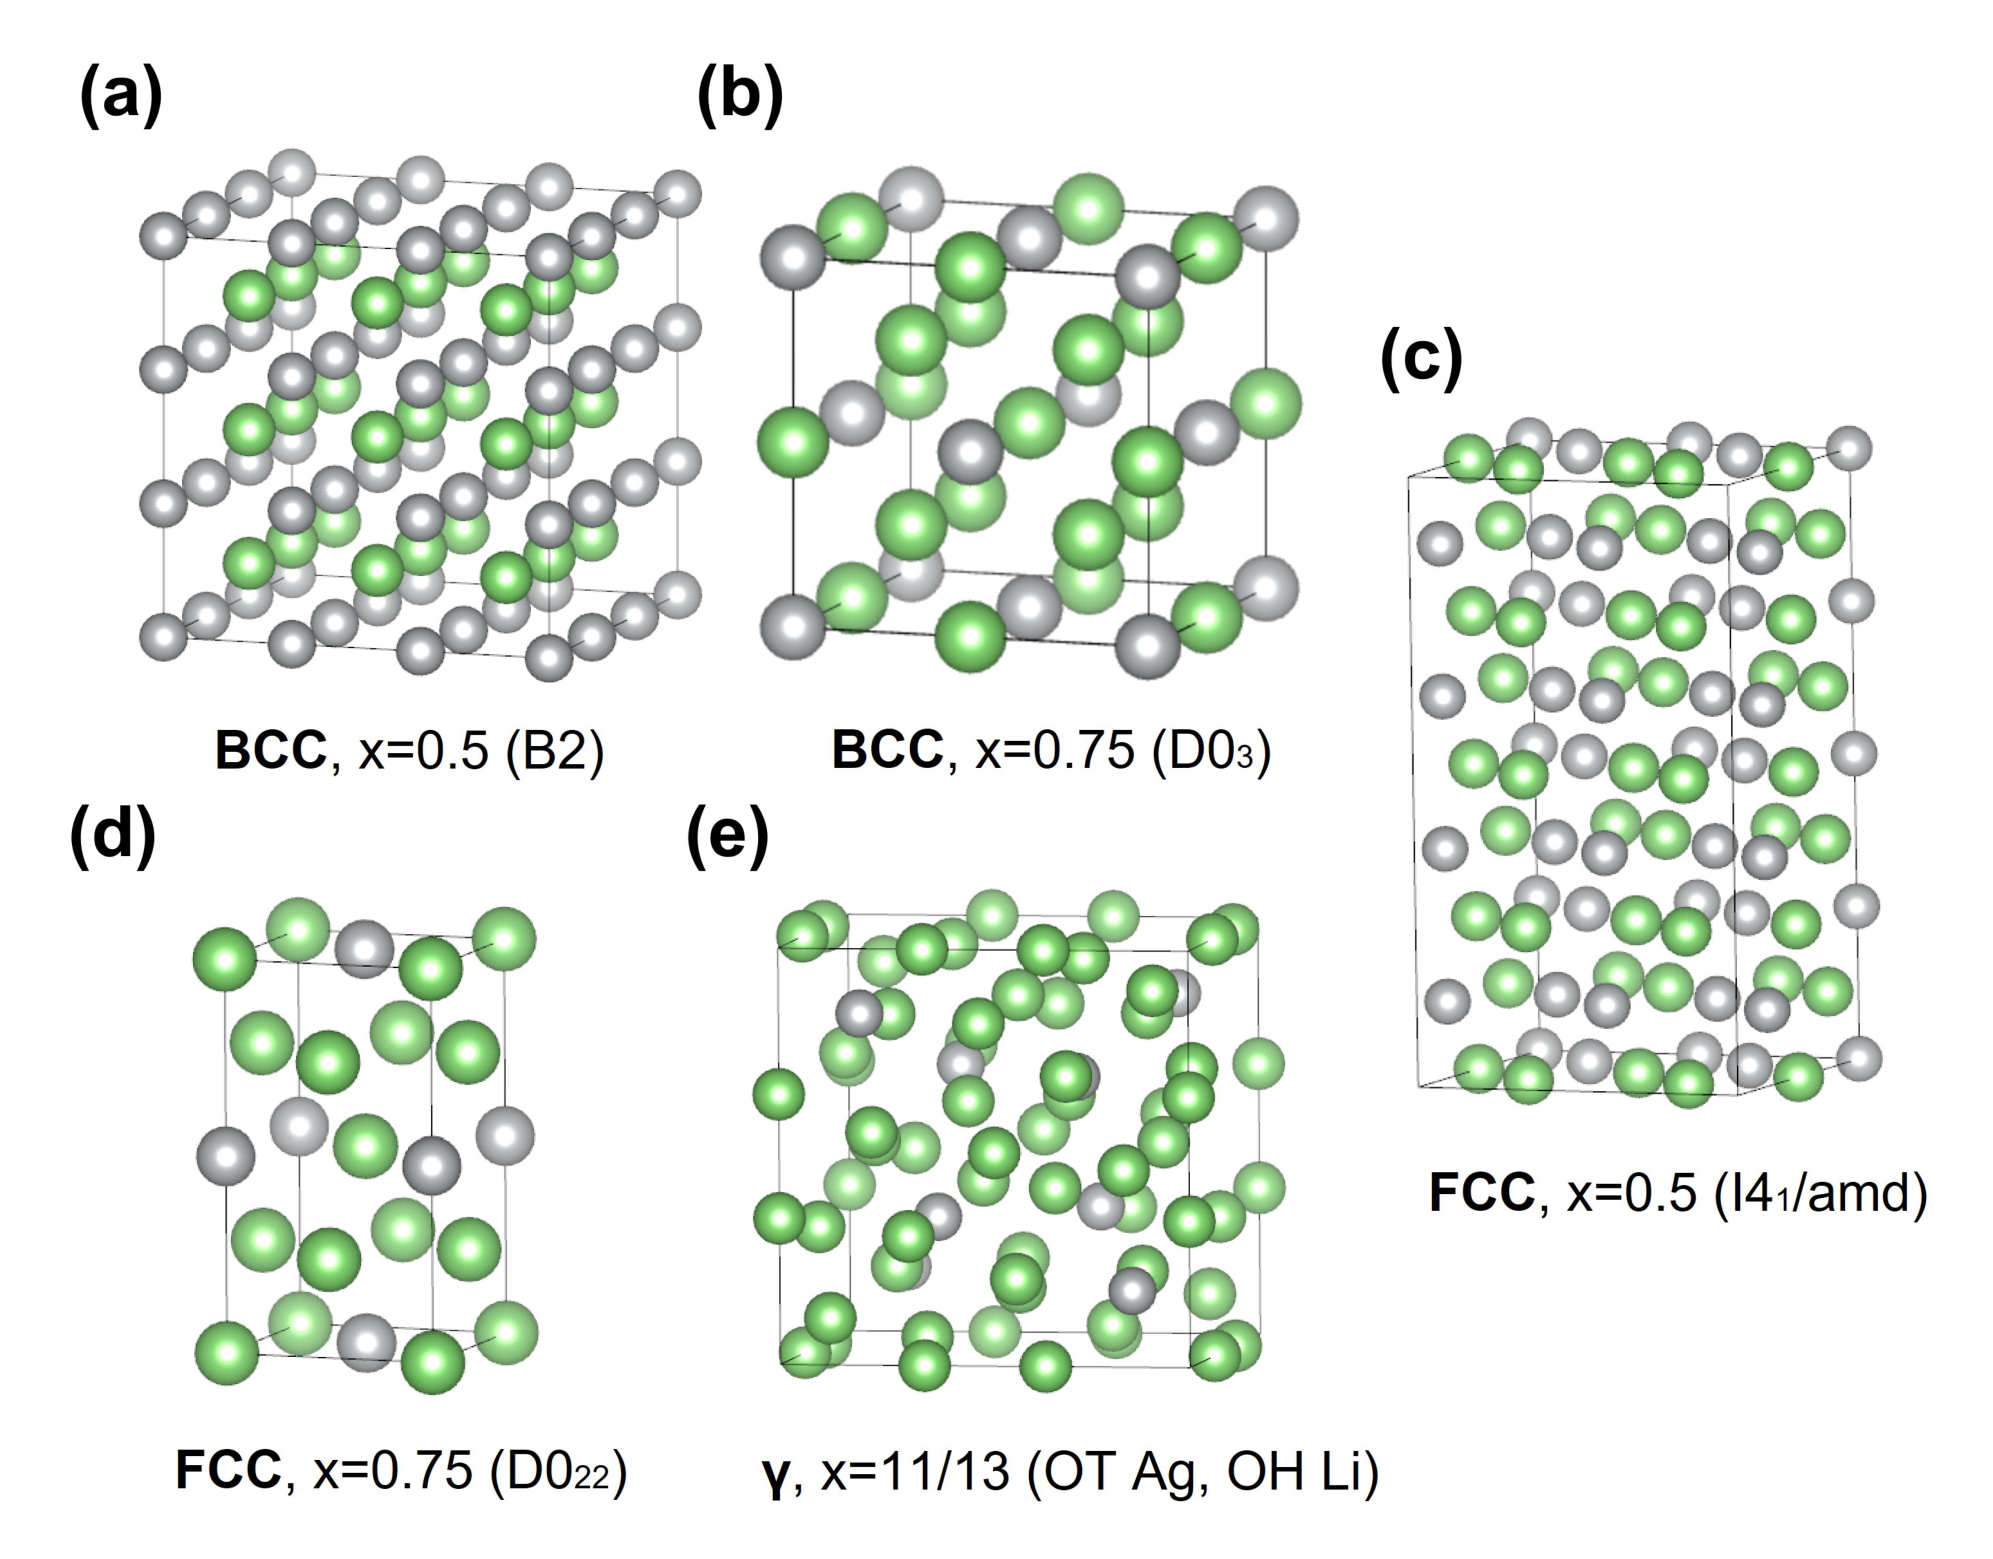 (a)
(b)
BCC, x=0.5 (B2)
BCC, x=0.75 (D0₃)
(c)
FCC, x=0.5 (I4₁/amd)
(d)
(e)
FCC, x=0.75 (D0₂₂)
γ, x=11/13 (OT Ag, OH Li)